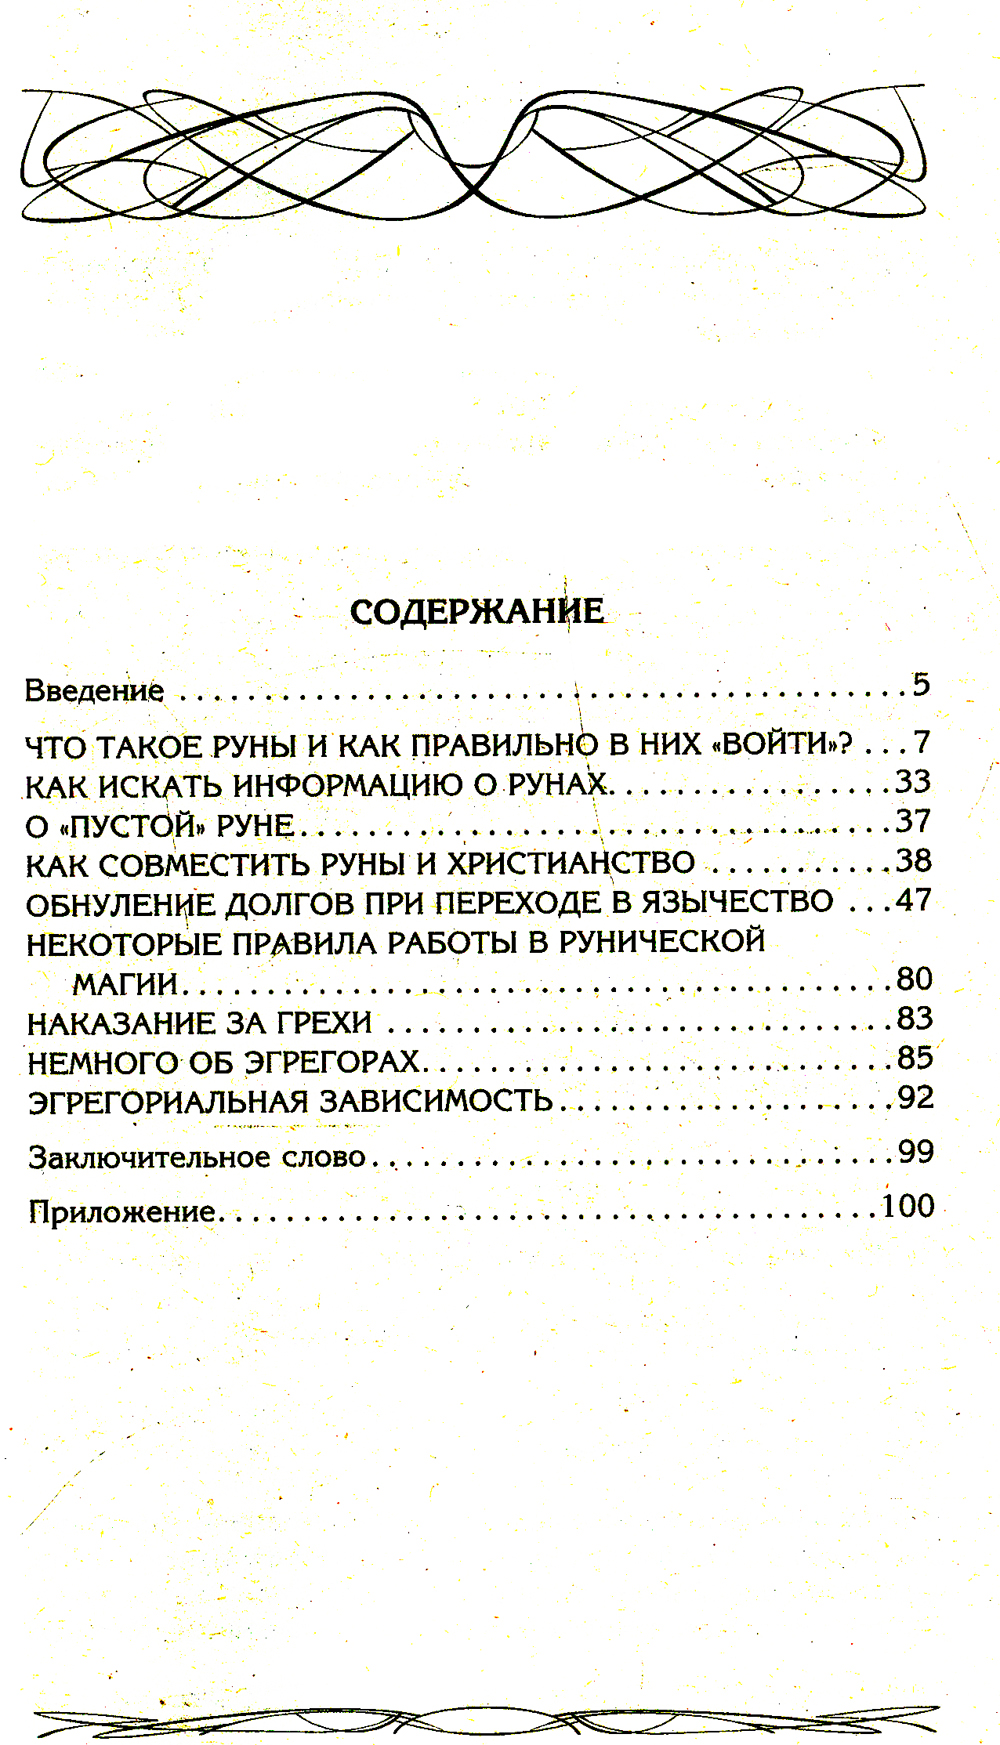 СОДЕРЖАНИЕ
Введение ................................................5
ЧТО ТАКОЕ РУНЫ И КАК ПРАВИЛЬНО В НИХ «ВОЙТИ»? ...7
КАК ИСКАТЬ ИНФОРМАЦИЮ О РУНАХ....................33
О «ПУСТОЙ» РУНЕ........................................37
КАК СОВМЕСТИТЬ РУНЫ И ХРИСТИАНСТВО ...........38
ОБНУЛЕНИЕ ДОЛГОВ ПРИ ПЕРЕХОДЕ В ЯЗЫЧЕСТВО ...47
НЕКОТОРЫЕ ПРАВИЛА РАБОТЫ В РУНИЧЕСКОЙ
МАГИИ................................................80
НАКАЗАНИЕ ЗА ГРЕХИ ..................................83
НЕМНОГО ОБ ЭГРЕГОРАХ................................85
ЭГРЕГОРИАЛЬНАЯ ЗАВИСИМОСТЬ.......................92
Заключительное слово...................................99
Приложение..............................................100